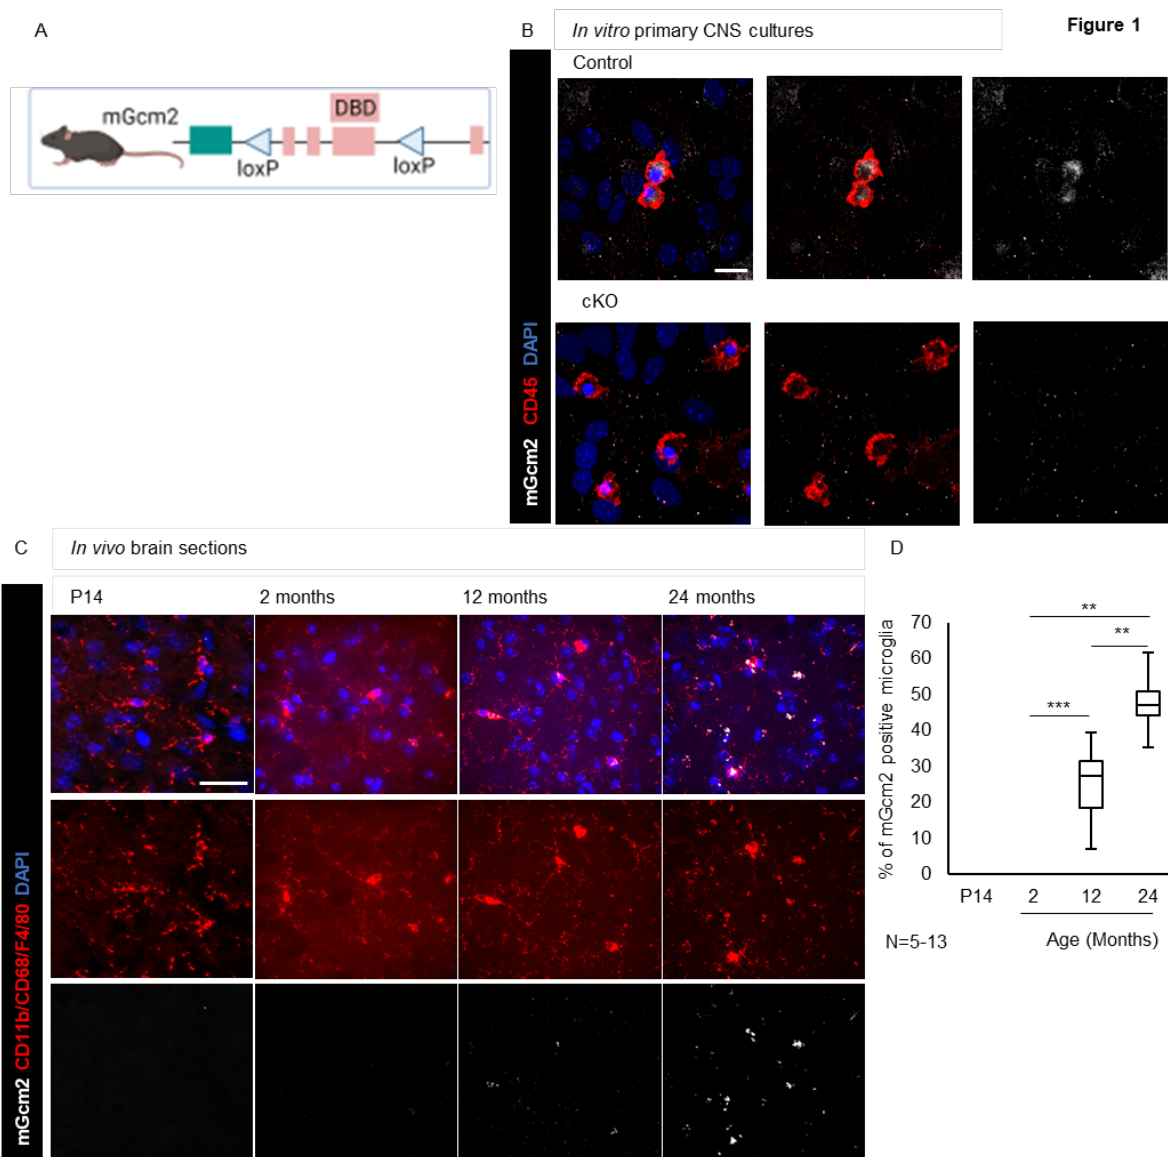 Figure 1
A
mGcm2
DBD
loxP
loxP
B
In vitro primary CNS cultures
Control
cKO
mGcm2 CD45 DAPI
C
In vivo brain sections
P14
2 months
12 months
24 months
mGcm2 CD11b/CD68/F4/80 DAPI
D
% of mGcm2 positive microglia
70
60
50
40
30
20
10
0
**
**
***
P14
2
12
24
Age (Months)
N=5-13